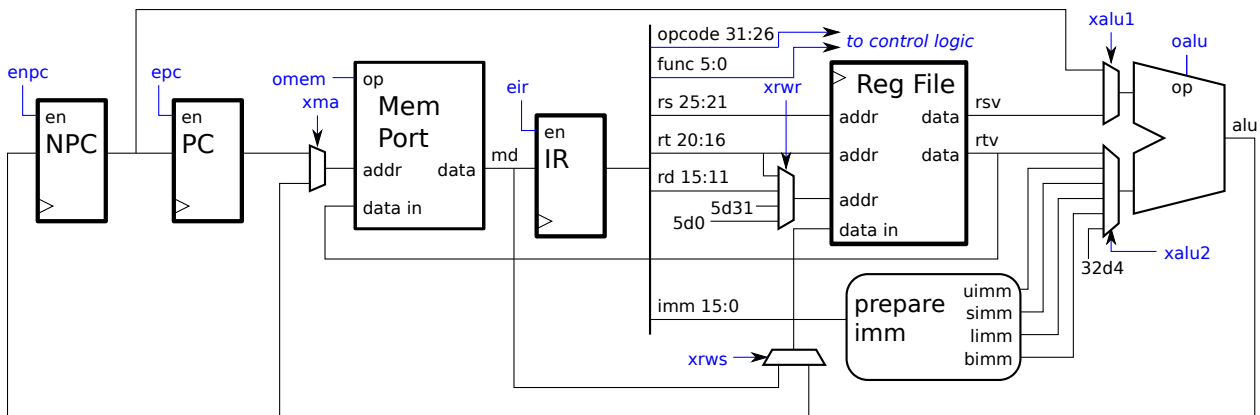 enpc
en
NPC
epc
en
PC
omem
xma
op
Mem
Port
addr
data
data in
md
eir
en
IR
opcode 31:26
func 5:0
to control logic
rs 25:21
rt 20:16
rd 15:11
5d31
5d0
xrwr
Reg File
addr
data
addr
data
addr
data in
rsv
rtv
imm 15:0
prepare
imm
uimm
simm
limm
bimm
xrws
xalu1
oalu
op
alu
xalu2
32d4